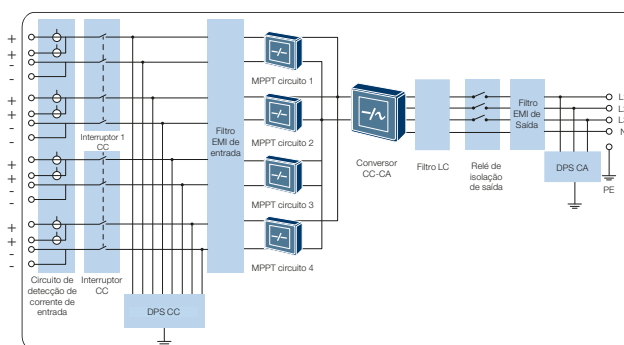 +
+
-
-
+
+
-
-
+
+
-
-
+
+
-
-
Circuito de
detecção de
corrente de
entrada
Interruptor 1
CC
Interruptor
CC
DPS CC
Filtro
EMI de
entrada
MPPT circuito 1
MPPT circuito 2
MPPT circuito 3
MPPT circuito 4
Conversor
CC-CA
Filtro LC
Relé de
isolação
de saída
Filtro
EMI de
Saída
DPS CA
L
L
L
N
PE